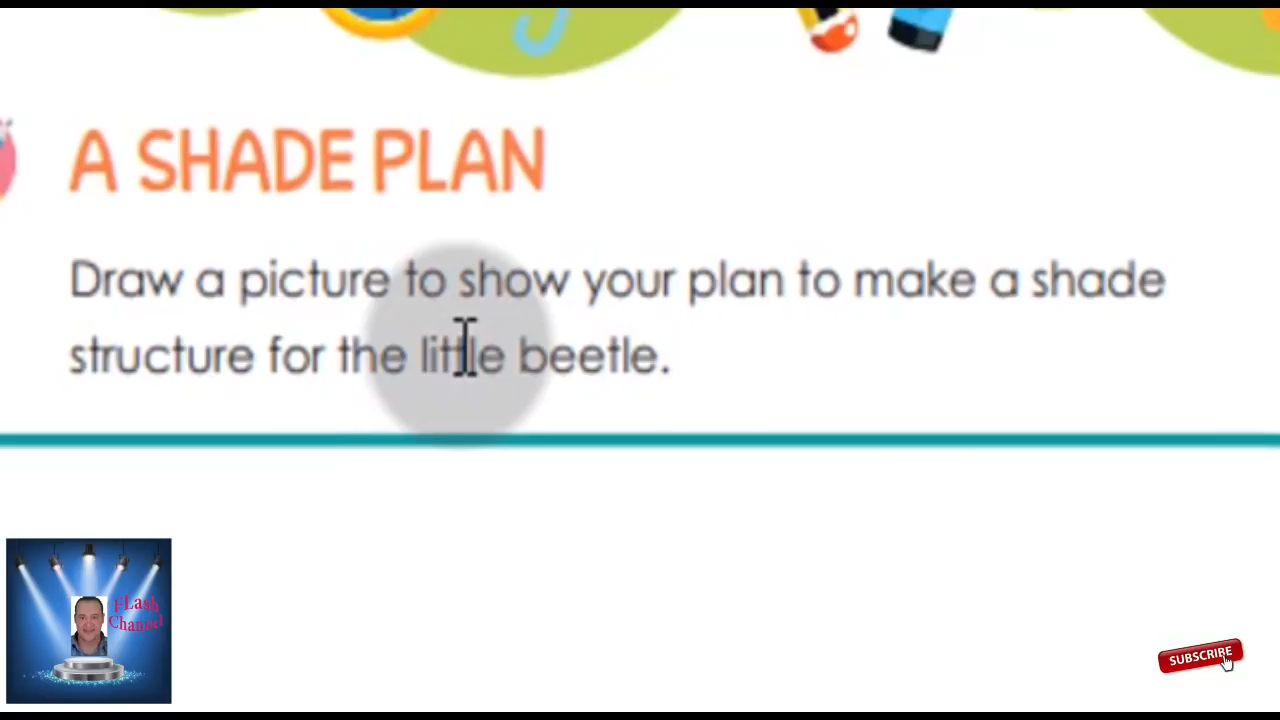 A SHADE PLAN
Draw a picture to show your plan to make a shade
structure for the little beetle.
FLash
Channel
SUBSCRIBE